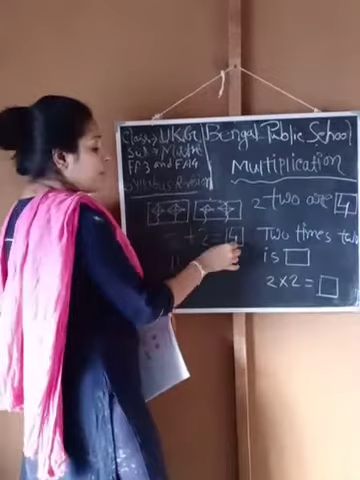 Class:- UKG
Sub:- Maths
FA3 and FA4
Syllabus Revision
Bengal Public School
Multiplication
2 two are 4
+ 2 = 4
Two times two
is
2×2 =